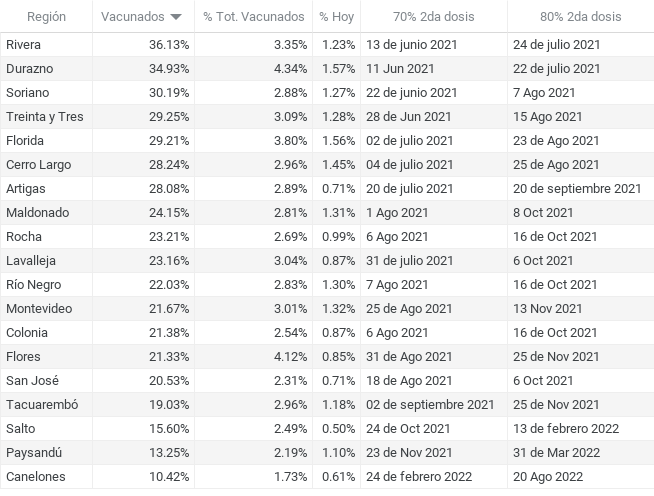 Región Vacunados % Tot. Vacunados % Hoy 70% 2da dosis 80% 2da dosis
Rivera 36.13% 3.35% 1.23% 13 de junio 2021 24 de julio 2021
Durazno 34.93% 4.34% 1.57% 11 Jun 2021 22 de julio 2021
Soriano 30.19% 2.88% 1.27% 22 de junio 2021 7 Ago 2021
Treinta y Tres 29.25% 3.09% 1.28% 28 de Jun 2021 15 Ago 2021
Florida 29.21% 3.80% 1.56% 02 de julio 2021 23 de Ago 2021
Cerro Largo 28.24% 2.96% 1.45% 04 de julio 2021 25 de Ago 2021
Artigas 28.08% 2.89% 0.71% 20 de julio 2021 20 de septiembre 2021
Maldonado 24.15% 2.81% 1.31% 1 Ago 2021 8 Oct 2021
Rocha 23.21% 2.69% 0.99% 6 Ago 2021 16 de Oct 2021
Lavalleja 23.16% 3.04% 0.87% 31 de julio 2021 6 Oct 2021
Río Negro 22.03% 2.83% 1.30% 7 Ago 2021 16 de Oct 2021
Montevideo 21.67% 3.01% 1.32% 25 de Ago 2021 13 Nov 2021
Colonia 21.38% 2.54% 0.87% 6 Ago 2021 16 de Oct 2021
Flores 21.33% 4.12% 0.85% 31 de Ago 2021 25 de Nov 2021
San José 20.53% 2.31% 0.71% 18 de Ago 2021 6 Oct 2021
Tacuarembó 19.03% 2.96% 1.18% 02 de septiembre 2021 25 de Nov 2021
Salto 15.60% 2.49% 0.50% 24 de Oct 2021 13 de febrero 2022
Paysandú 13.25% 2.19% 1.10% 23 de Nov 2021 31 de Mar 2022
Canelones 10.42% 1.73% 0.61% 24 de febrero 2022 20 Ago 2022